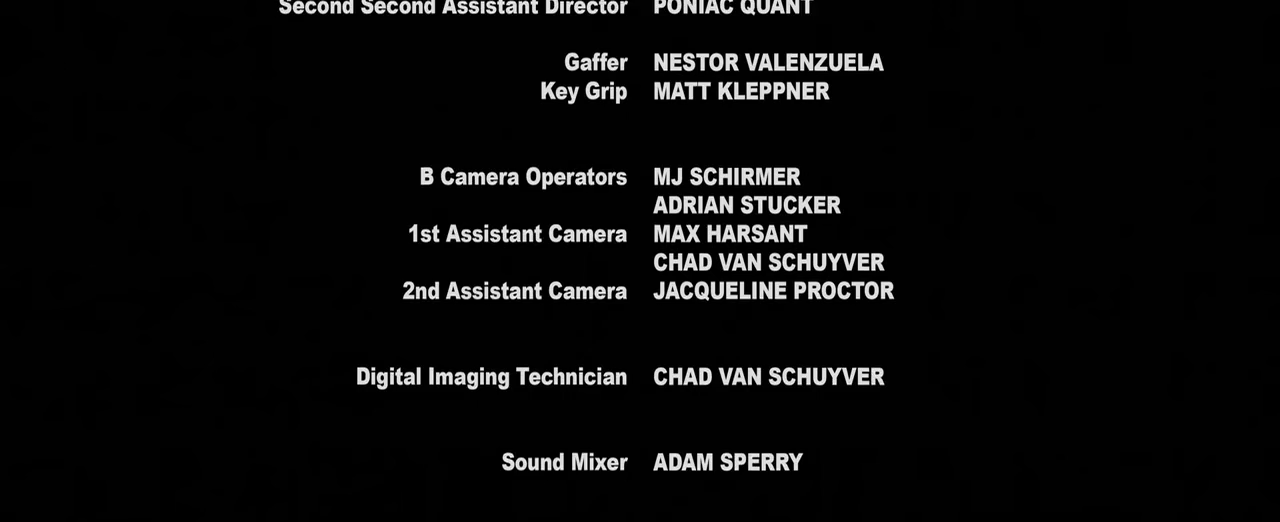 Second Second Assistant Director PONIAC QUANT
Gaffer NESTOR VALENZUELA
Key Grip MATT KLEPPNER
B Camera Operators MJ SCHIRMER
ADRIAN STUCKER
1st Assistant Camera MAX HARSANT
CHAD VAN SCHUYVER
2nd Assistant Camera JACQUELINE PROCTOR
Digital Imaging Technician CHAD VAN SCHUYVER
Sound Mixer ADAM SPERRY